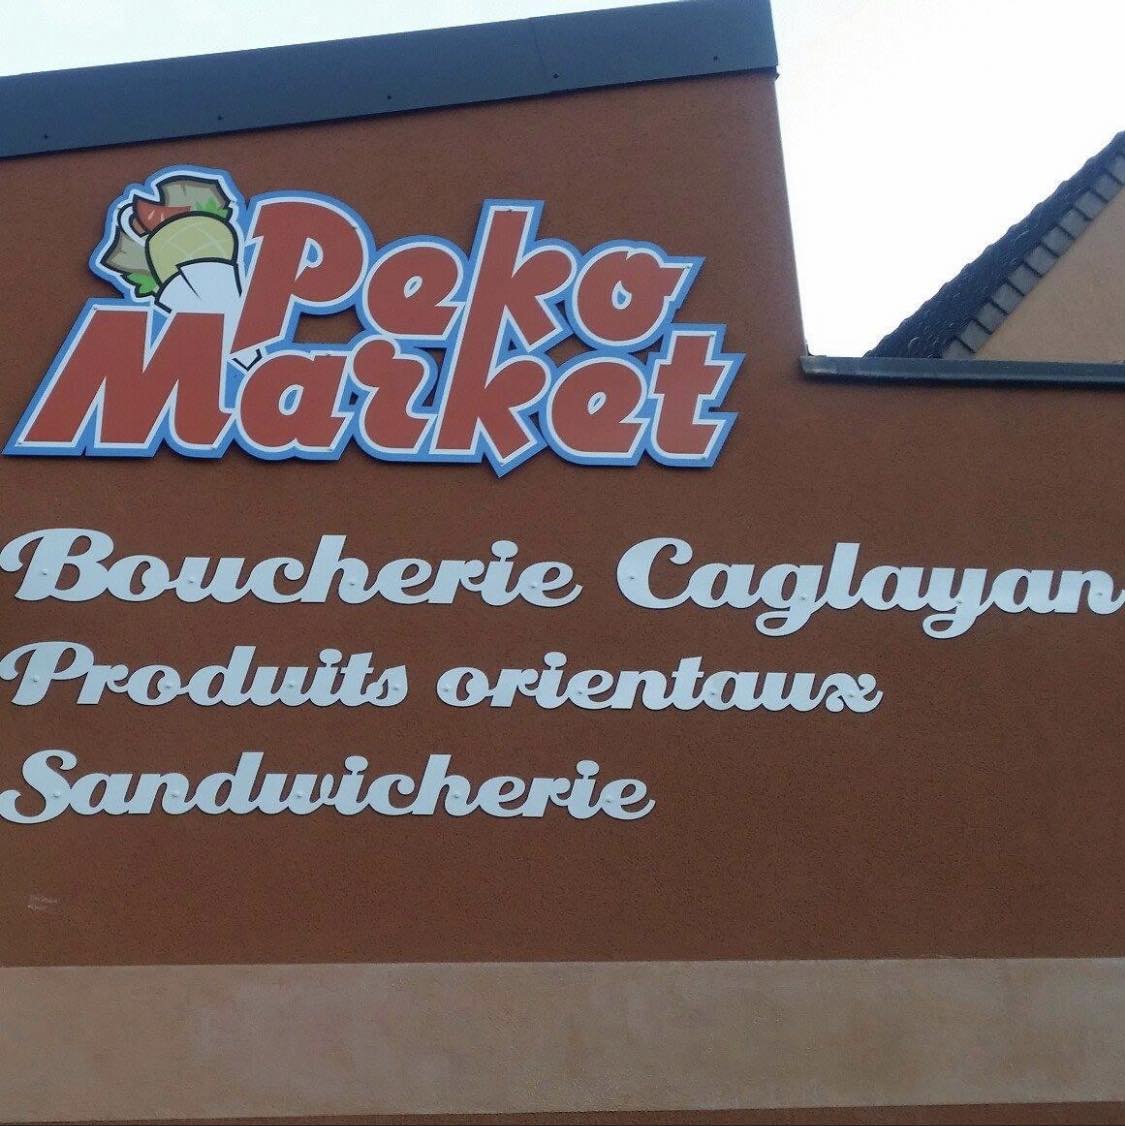 Peko
Market
Boucherie Caglayan
Produits orientaux
Sandwicherie